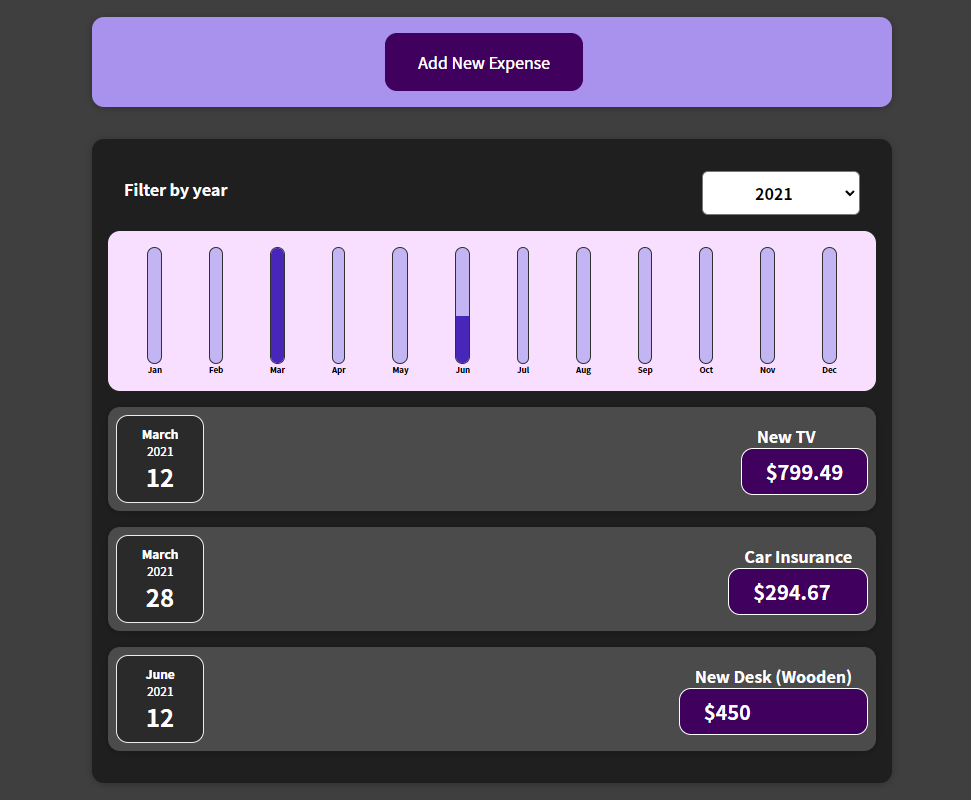 Add New Expense
Filter by year
2021
Jan Feb Mar Apr May Jun Jul Aug Sep Oct Nov Dec
March
2021
12
New TV
$799.49
March
2021
28
Car Insurance
$294.67
June
2021
12
New Desk (Wooden)
$450